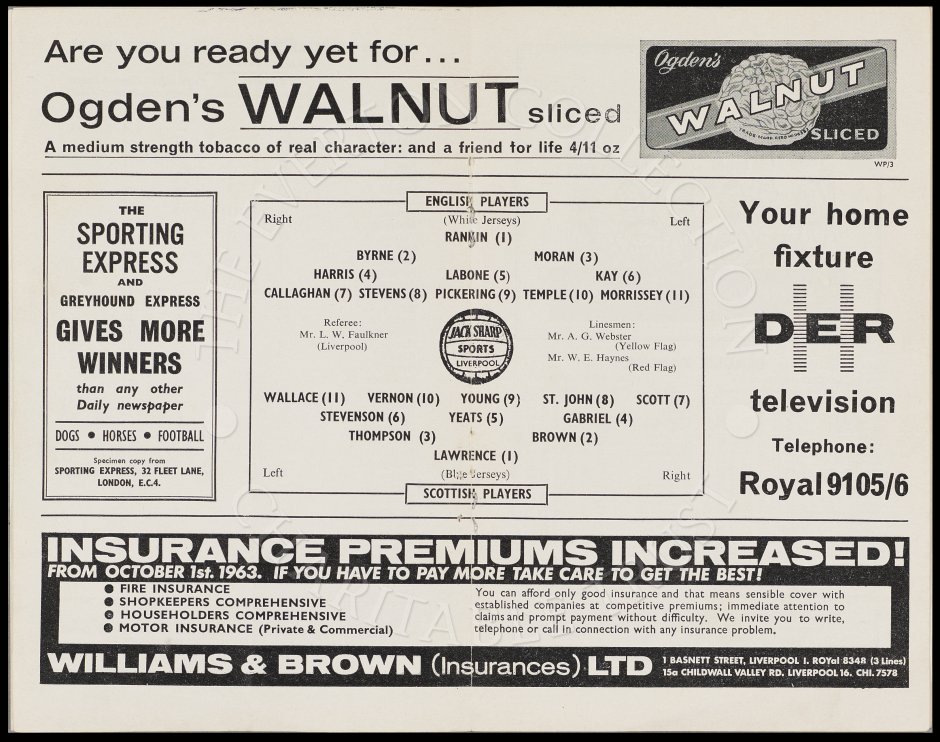 Are you ready yet for...
Ogden's WALNUT sliced
A medium strength tobacco of real character: and a friend for life 4/11 oz
Ogden's
WALNUT
TRADE MARK
SLICED
WP/3
THE
SPORTING
EXPRESS
AND
GREYHOUND EXPRESS
GIVES MORE
WINNERS
than any other
Daily newspaper
DOGS • HORSES • FOOTBALL
Specimen copy from
SPORTING EXPRESS, 32 FLEET LANE,
LONDON, E.C.4.
ENGLISH PLAYERS
Right (White Jerseys) Left
RANKIN (1)
BYRNE (2) MORAN (3)
HARRIS (4) LABONE (5) KAY (6)
CALLAGHAN (7) STEVENS (8) PICKERING (9) TEMPLE (10) MORRISSEY (11)
Referee:
Mr. L. W. Faulkner
(Liverpool)
JACK SHARP
SPORTS
LIVERPOOL
Linesmen:
Mr. A. G. Webster
(Yellow Flag)
Mr. W. E. Haynes
(Red Flag)
WALLACE (11) VERNON (10) YOUNG (9) ST. JOHN (8) SCOTT (7)
STEVENSON (6) YEATS (5) GABRIEL (4)
THOMPSON (3) BROWN (2)
LAWRENCE (1)
Left (Blue Jerseys) Right
SCOTTISH PLAYERS
Your home
fixture
DER
television
Telephone:
Royal 9105/6
INSURANCE PREMIUMS INCREASED!
FROM OCTOBER 1st. 1963. IF YOU HAVE TO PAY MORE TAKE CARE TO GET THE BEST!
● FIRE INSURANCE
● SHOPKEEPERS COMPREHENSIVE
● HOUSEHOLDERS COMPREHENSIVE
● MOTOR INSURANCE (Private & Commercial)
You can afford only good insurance and that means sensible cover with
established companies at competitive premiums; immediate attention to
claims and prompt payment without difficulty. We invite you to write,
telephone or call in connection with any insurance problem.
WILLIAMS & BROWN (Insurances) LTD
1 BASNETT STREET, LIVERPOOL 1. ROYal 8348 (3 Lines)
15a CHILDWALL VALLEY RD. LIVERPOOL 16. CHI. 7578
THE EVERTON COLLECTION
CHARITABLE TRUST